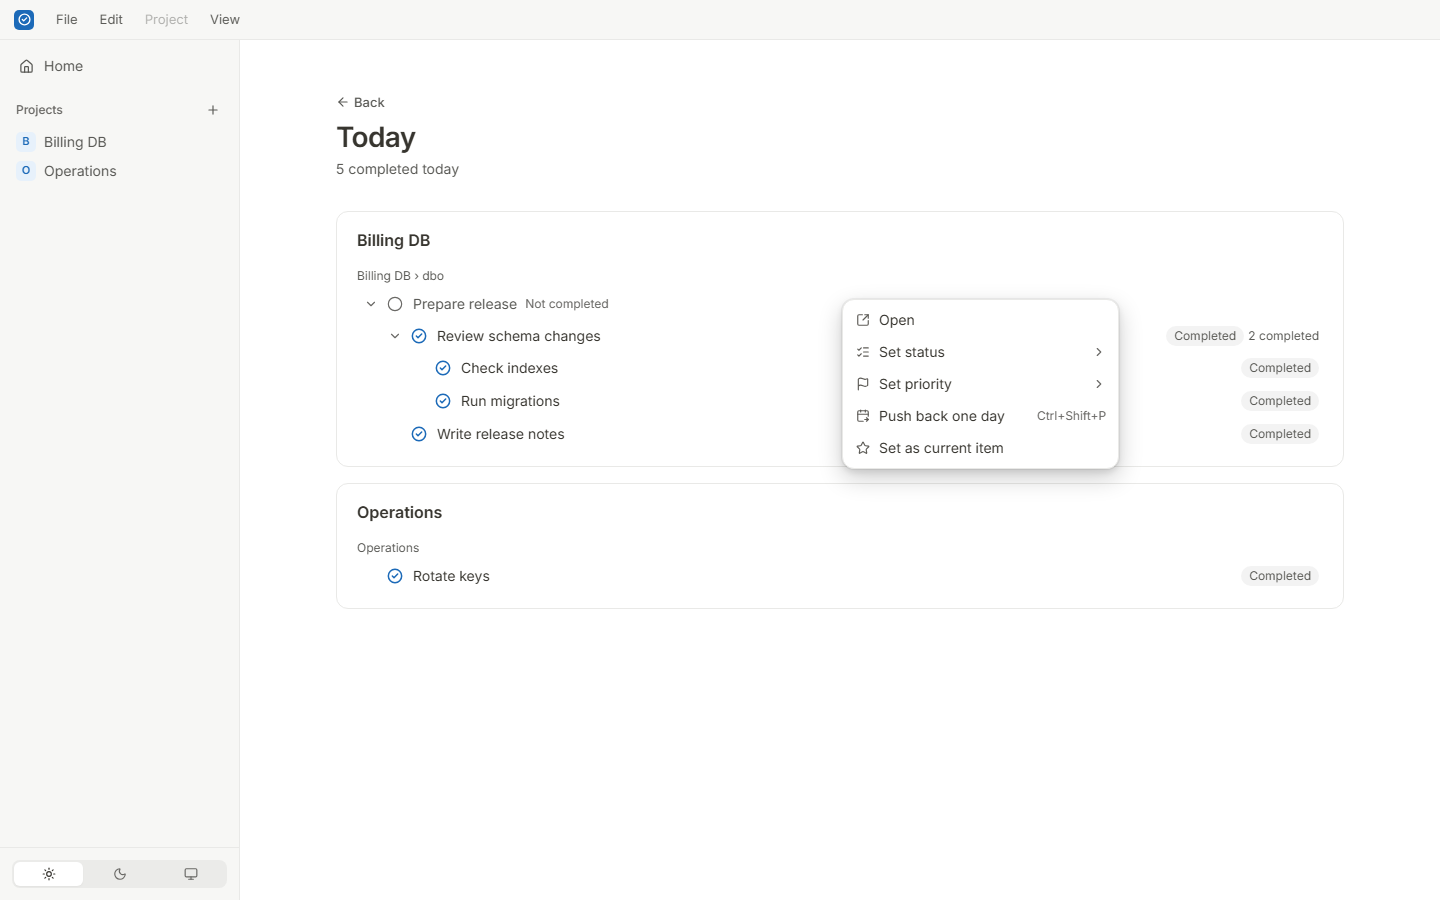 File Edit Project View
Home
Projects
B Billing DB
O Operations
Back
Today
5 completed today
Billing DB
Billing DB › dbo
Prepare release Not completed
Review schema changes Completed 2 completed
Check indexes Completed
Run migrations Completed
Write release notes Completed
Open
Set status
Set priority
Push back one day Ctrl+Shift+P
Set as current item
Operations
Operations
Rotate keys Completed